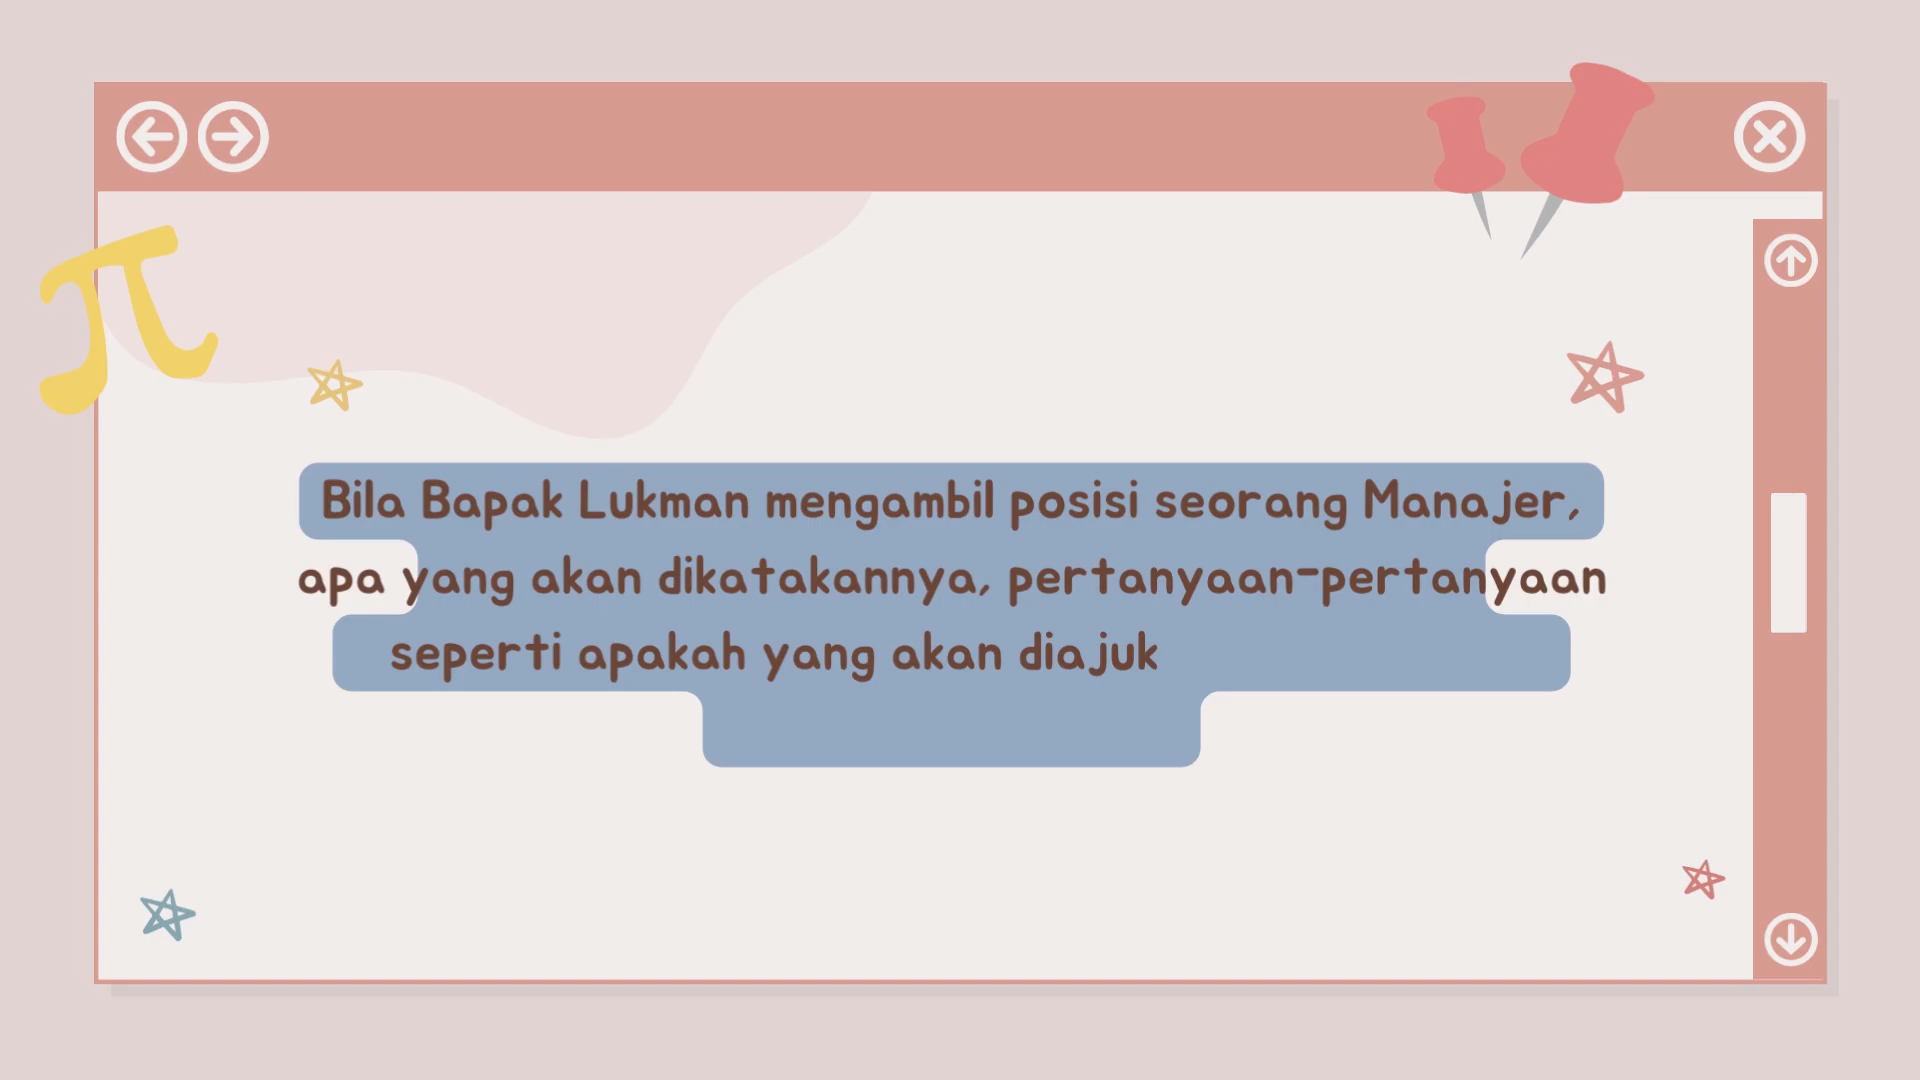 Bila Bapak Lukman mengambil posisi seorang Manajer,
apa yang akan dikatakannya, pertanyaan-pertanyaan
seperti apakah yang akan diajuk